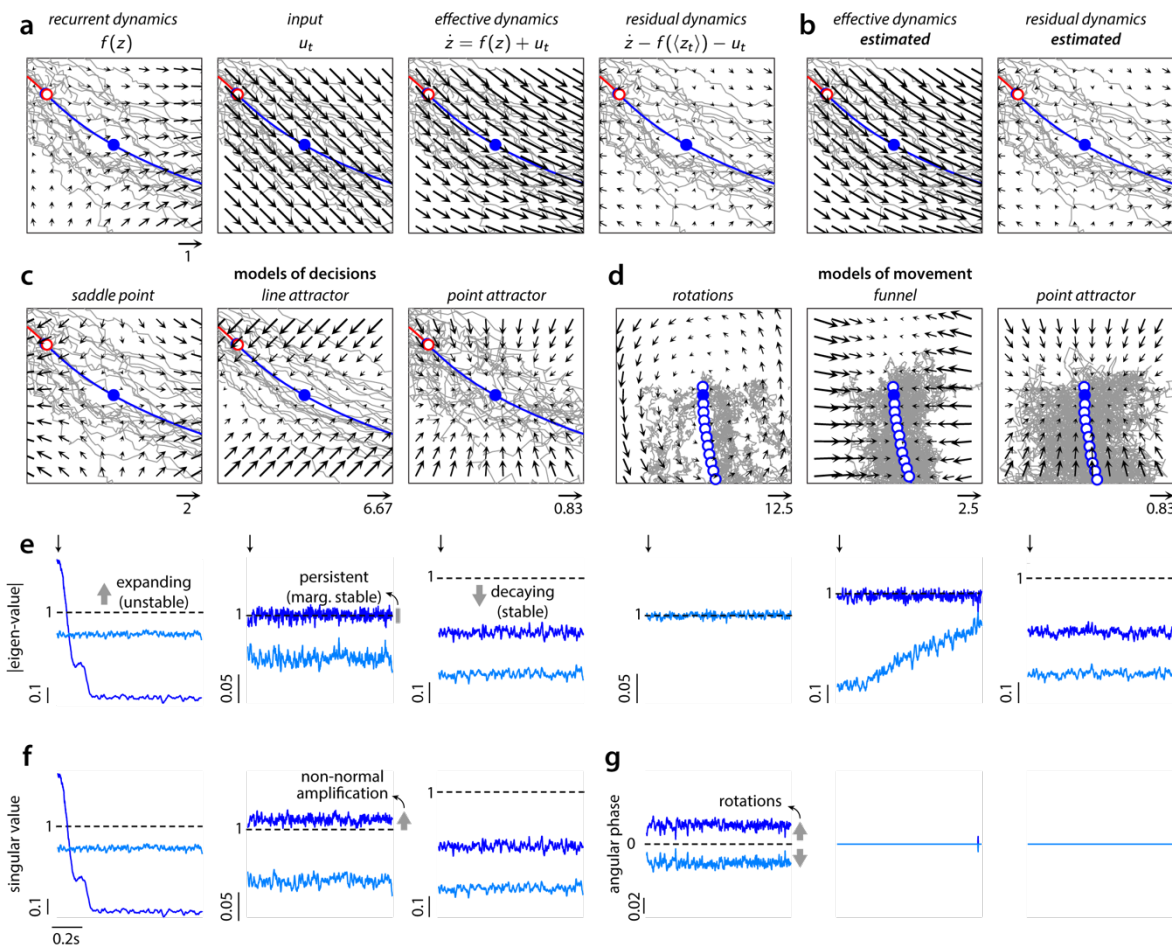 a
recurrent dynamics
f(z)
input
u_t
effective dynamics
ż = f(z) + u_t
residual dynamics
ż − f(⟨z_t⟩) − u_t
b
effective dynamics
estimated
residual dynamics
estimated
1
c
models of decisions
saddle point
line attractor
point attractor
2
6.67
0.83
d
models of movement
rotations
funnel
point attractor
12.5
2.5
0.83
e
|eigen-value|
1
expanding
(unstable)
0.1
persistent
(marg. stable)
1
0.05
1
decaying
(stable)
0.1
1
0.05
1
0.1
1
0.1
f
singular value
1
0.1
0.2s
non-normal
amplification
1
0.05
1
0.1
g
angular phase
rotations
0
0.02